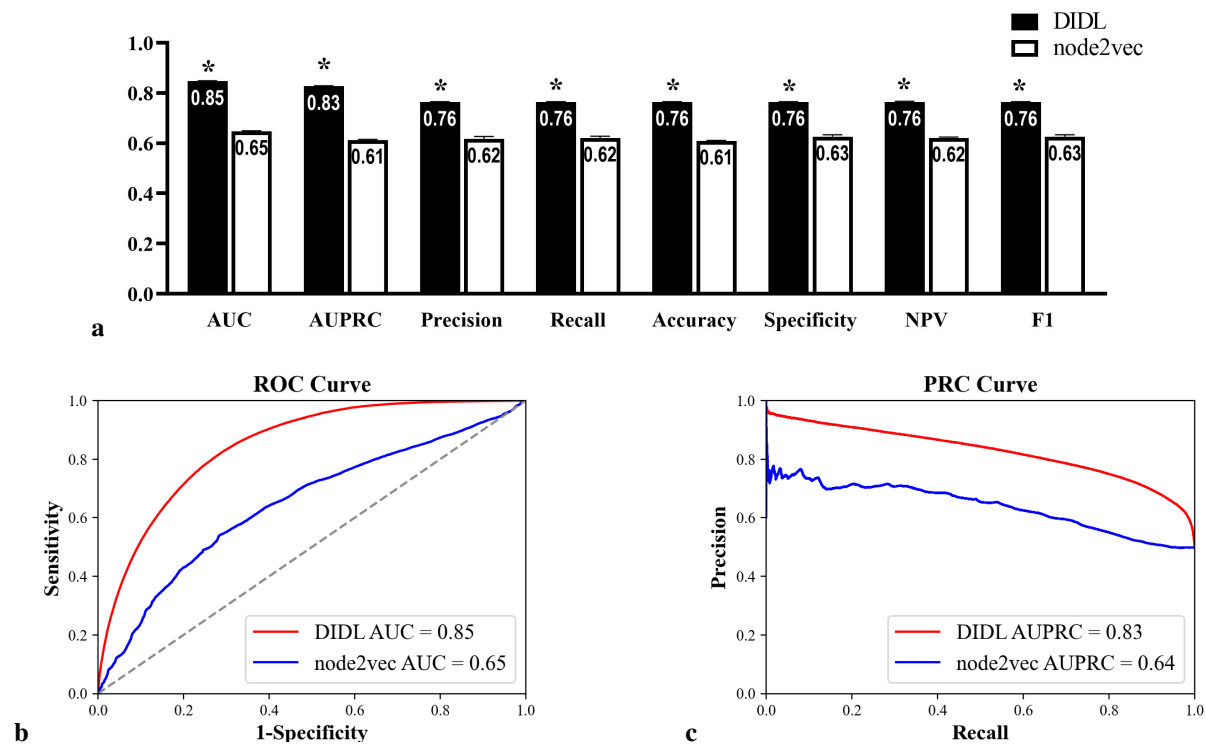 DIDL
node2vec
1.0
0.8
0.6
0.4
0.2
0.0
* * * * * * * *
0.85 0.65 0.83 0.61 0.76 0.62 0.76 0.62 0.76 0.61 0.76 0.63 0.76 0.62 0.76 0.63
AUC AUPRC Precision Recall Accuracy Specificity NPV F1
a
ROC Curve
1.0
0.8
0.6
0.4
0.2
0.0
Sensitivity
DIDL AUC = 0.85
node2vec AUC = 0.65
0.0 0.2 0.4 0.6 0.8 1.0
1-Specificity
b
PRC Curve
1.0
0.8
0.6
0.4
0.2
0.0
Precision
DIDL AUPRC = 0.83
node2vec AUPRC = 0.64
0.0 0.2 0.4 0.6 0.8 1.0
Recall
c